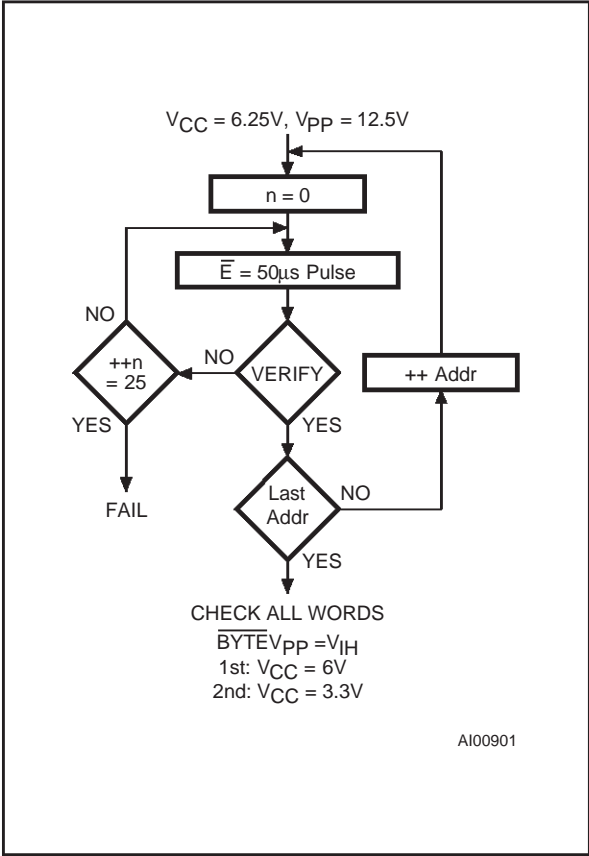 VCC = 6.25V, VPP = 12.5V
n = 0
E̅ = 50µs Pulse
NO
++n
= 25
NO
VERIFY
++ Addr
YES
YES
Last
Addr
NO
FAIL
YES
CHECK ALL WORDS
B̅Y̅T̅E̅VPP =VIH
1st: VCC = 6V
2nd: VCC = 3.3V
AI00901